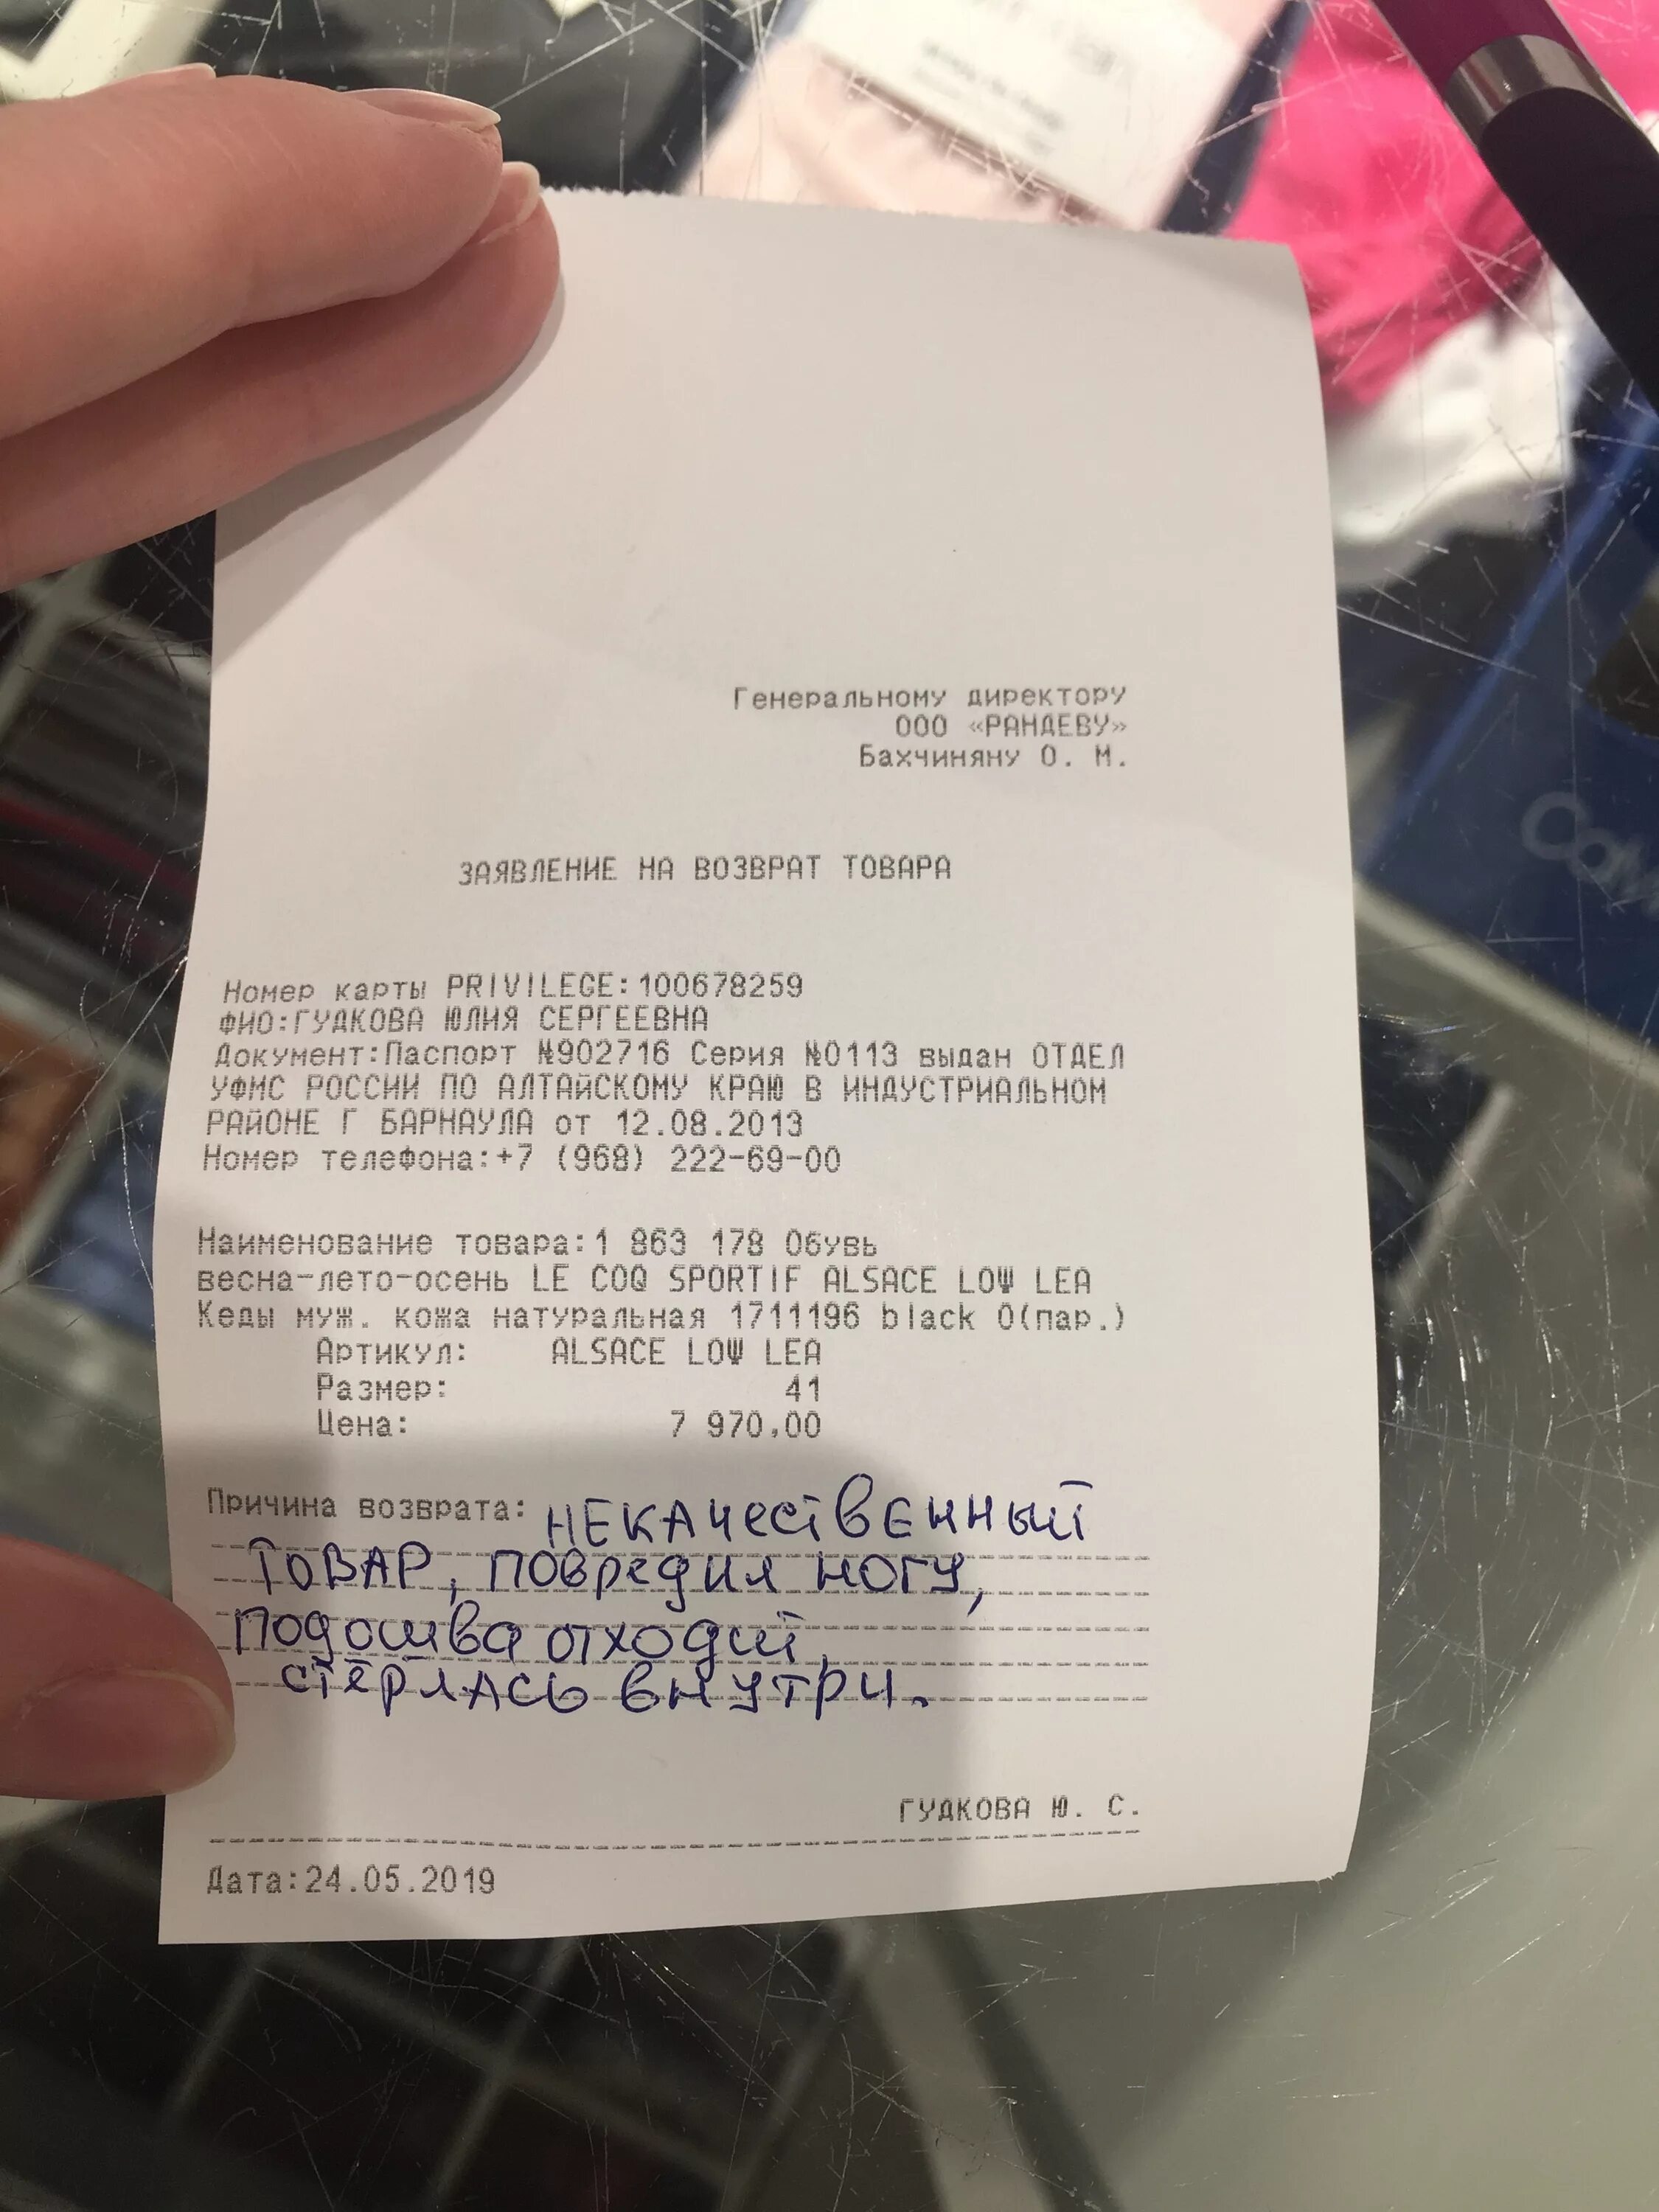 Генеральному директору
ООО «РАНДЕВУ»
Бахчиняну О. М.
ЗАЯВЛЕНИЕ НА ВОЗВРАТ ТОВАРА
Номер карты PRIVILEGE:100678259
ФИО:ГУДКОВА ЮЛИЯ СЕРГЕЕВНА
Документ:Паспорт №902716 Серия №0113 выдан ОТДЕЛ
УФМС РОССИИ ПО АЛТАЙСКОМУ КРАЮ В ИНДУСТРИАЛЬНОМ
РАЙОНЕ Г БАРНАУЛА от 12.08.2013
Номер телефона:+7 (968) 222-69-00
Наименование товара:1 863 178 Обувь
весна-лето-осень LE COQ SPORTIF ALSACE LOW LEA
Кеды муж. кожа натуральная 1711196 black 0(пар.)
Артикул: ALSACE LOW LEA
Размер: 41
Цена: 7 970,00
Причина возврата: НЕКАчественный
ТОВАР, повредил ногу,
подошва отходит,
стёрлась внутри.
ГУДКОВА Ю. С.
Дата:24.05.2019